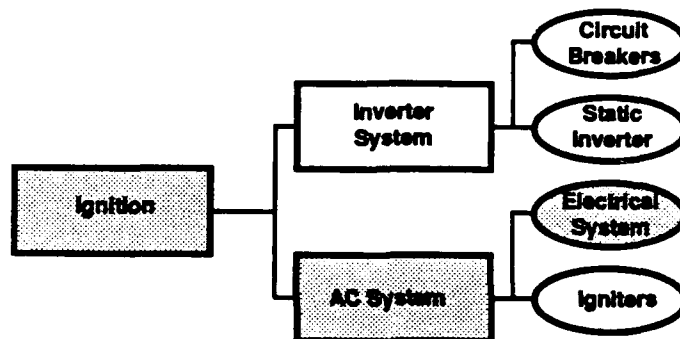 Circuit
Breakers
Inverter
System
Static
Inverter
Ignition
Electrical
System
AC System
Igniters